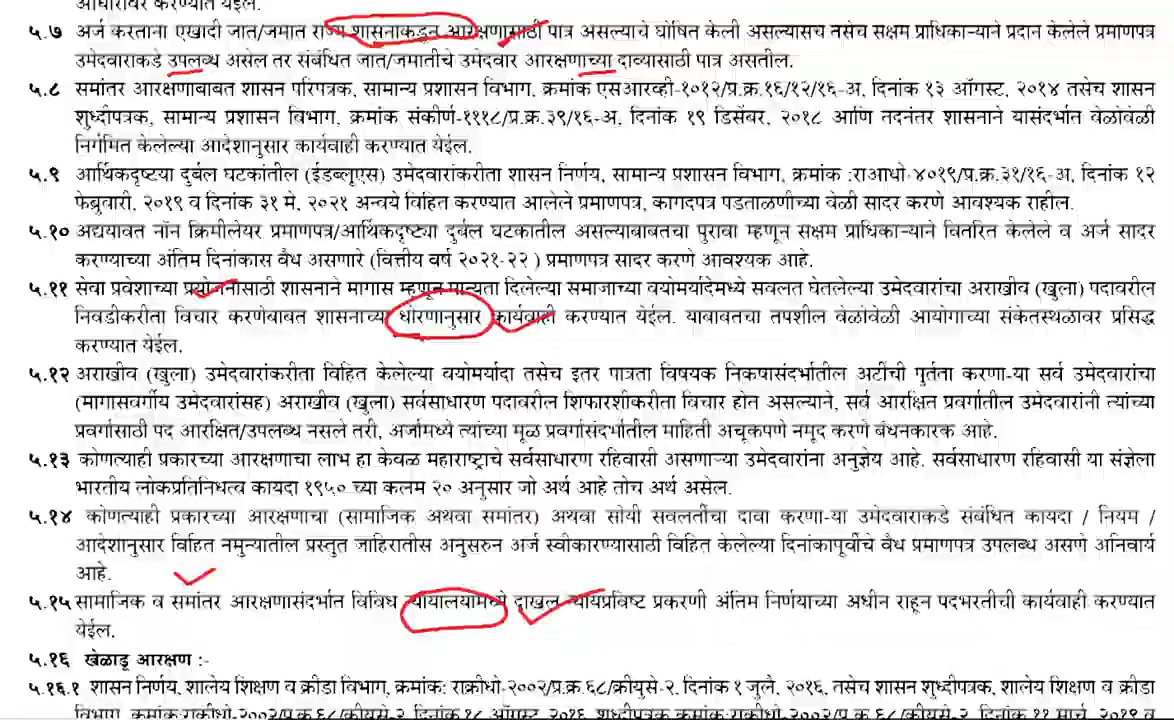 आधारावर करण्यात येईल.
५.७ अर्ज करताना एखादी जात/जमात राज्य शासनाकडून आरक्षणासाठी पात्र असल्याचे घोषित केली असल्यासच तसेच सक्षम प्राधिकाऱ्याने प्रदान केलेले प्रमाणपत्र
उमेदवाराकडे उपलब्ध असेल तर संबंधित जात/जमातीचे उमेदवार आरक्षणाच्या दाव्यासाठी पात्र असतील.
५.८ समांतर आरक्षणाबाबत शासन परिपत्रक, सामान्य प्रशासन विभाग, क्रमांक एसआरव्ही-१०१२/प्र.क्र.१६/१२/१६-अ, दिनांक १३ ऑगस्ट, २०१४ तसेच शासन
शुध्दीपत्रक, सामान्य प्रशासन विभाग, क्रमांक संकीर्ण-१११८/प्र.क्र.३९/१६-अ, दिनांक १९ डिसेंबर, २०१८ आणि तदनंतर शासनाने यासंदर्भात वेळोवेळी
निर्गमित केलेल्या आदेशानुसार कार्यवाही करण्यात येईल.
५.९ आर्थिकदृष्टया दुर्बल घटकांतील (ईडब्लूएस) उमेदवारांकरीता शासन निर्णय, सामान्य प्रशासन विभाग, क्रमांक :राआधो-४०१९/प्र.क्र.३१/१६-अ, दिनांक १२
फेब्रुवारी, २०१९ व दिनांक ३१ मे, २०२१ अन्वये विहित करण्यात आलेले प्रमाणपत्र, कागदपत्र पडताळणीच्या वेळी सादर करणे आवश्यक राहील.
५.१० अद्ययावत नॉन क्रिमीलेयर प्रमाणपत्र/आर्थिकदृष्ट्या दुर्बल घटकातील असल्याबाबतचा पुरावा म्हणून सक्षम प्राधिकाऱ्याने वितरित केलेले व अर्ज सादर
करण्याच्या अंतिम दिनांकास वैध असणारे (वित्तीय वर्ष २०२१-२२ ) प्रमाणपत्र सादर करणे आवश्यक आहे.
५.११ सेवा प्रवेशाच्या प्रयोजनासाठी शासनाने मागास म्हणून मान्यता दिलेल्या समाजाच्या वयोमर्यादेमध्ये सवलत घेतलेल्या उमेदवारांचा अराखीव (खुला) पदावरील
निवडीकरीता विचार करणेबाबत शासनाच्या धोरणानुसार कार्यवाही करण्यात येईल. याबाबतचा तपशील वेळोवेळी आयोगाच्या संकेतस्थळावर प्रसिद्ध
करण्यात येईल.
५.१२ अराखीव (खुला) उमेदवारांकरीता विहित केलेल्या वयोमर्यादा तसेच इतर पात्रता विषयक निकषासंदर्भातील अटींची पुर्तता करणा-या सर्व उमेदवारांचा
(मागासवर्गीय उमेदवारांसह) अराखीव (खुला) सर्वसाधारण पदावरील शिफारशीकरीता विचार होत असल्याने, सर्व आरक्षित प्रवर्गातील उमेदवारांनी त्यांच्या
प्रवर्गासाठी पद आरक्षित/उपलब्ध नसले तरी, अर्जामध्ये त्यांच्या मूळ प्रवर्गासंदर्भातील माहिती अचूकपणे नमूद करणे बंधनकारक आहे.
५.१३ कोणत्याही प्रकारच्या आरक्षणाचा लाभ हा केवळ महाराष्ट्राचे सर्वसाधारण रहिवासी असणाऱ्या उमेदवारांना अनुज्ञेय आहे. सर्वसाधारण रहिवासी या संज्ञेला
भारतीय लोकप्रतिनिधत्व कायदा १९५० च्या कलम २० अनुसार जो अर्थ आहे तोच अर्थ असेल.
५.१४ कोणत्याही प्रकारच्या आरक्षणाचा (सामाजिक अथवा समांतर) अथवा सोयी सवलतींचा दावा करणा-या उमेदवाराकडे संबंधित कायदा / नियम /
आदेशानुसार विहित नमुन्यातील प्रस्तुत जाहिरातीस अनुसरुन अर्ज स्वीकारण्यासाठी विहित केलेल्या दिनांकापूर्वीचे वैध प्रमाणपत्र उपलब्ध असणे अनिवार्य
आहे.
५.१५ सामाजिक व समांतर आरक्षणासंदर्भात विविध न्यायालयामध्ये दाखल न्यायप्रविष्ट प्रकरणी अंतिम निर्णयाच्या अधीन राहून पदभरतीची कार्यवाही करण्यात
येईल.
५.१६ खेळाडू आरक्षण :-
५.१६.१ शासन निर्णय, शालेय शिक्षण व क्रीडा विभाग, क्रमांक: राक्रीधो-२००२/प्र.क्र.६८/क्रीयुसे-२, दिनांक १ जुलै, २०१६, तसेच शासन शुध्दीपत्रक, शालेय शिक्षण व क्रीडा
विभाग, क्रमांक:राक्रीधो-२००२/प्र.क्र.६८/क्रीयुसे-२, दिनांक १८ ऑगस्ट, २०१६, शुध्दीपत्रक क्रमांक